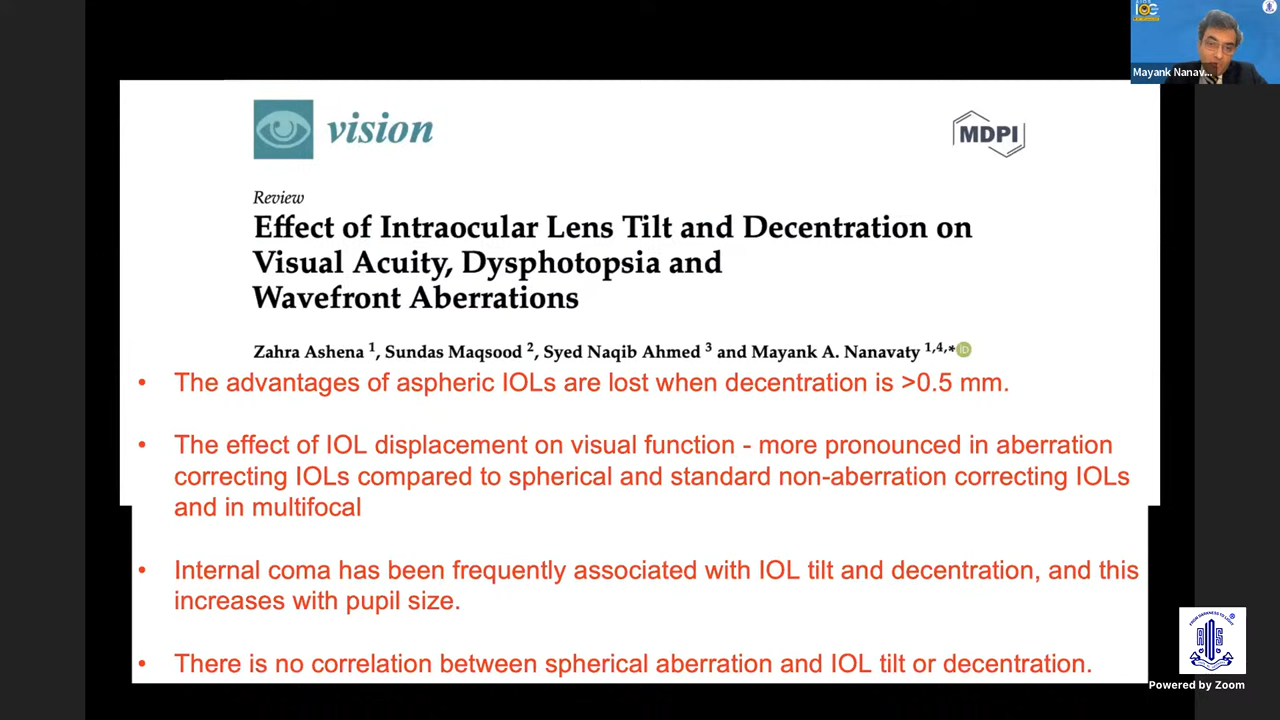 AIOS
IOC
Mayank Nanav...
vision
MDPI
Review
Effect of Intraocular Lens Tilt and Decentration on
Visual Acuity, Dysphotopsia and
Wavefront Aberrations
Zahra Ashena 1, Sundas Maqsood 2, Syed Naqib Ahmed 3 and Mayank A. Nanavaty 1,4,* iD
• The advantages of aspheric IOLs are lost when decentration is >0.5 mm.
• The effect of IOL displacement on visual function - more pronounced in aberration
correcting IOLs compared to spherical and standard non-aberration correcting IOLs
and in multifocal
• Internal coma has been frequently associated with IOL tilt and decentration, and this
increases with pupil size.
• There is no correlation between spherical aberration and IOL tilt or decentration.
Powered by Zoom